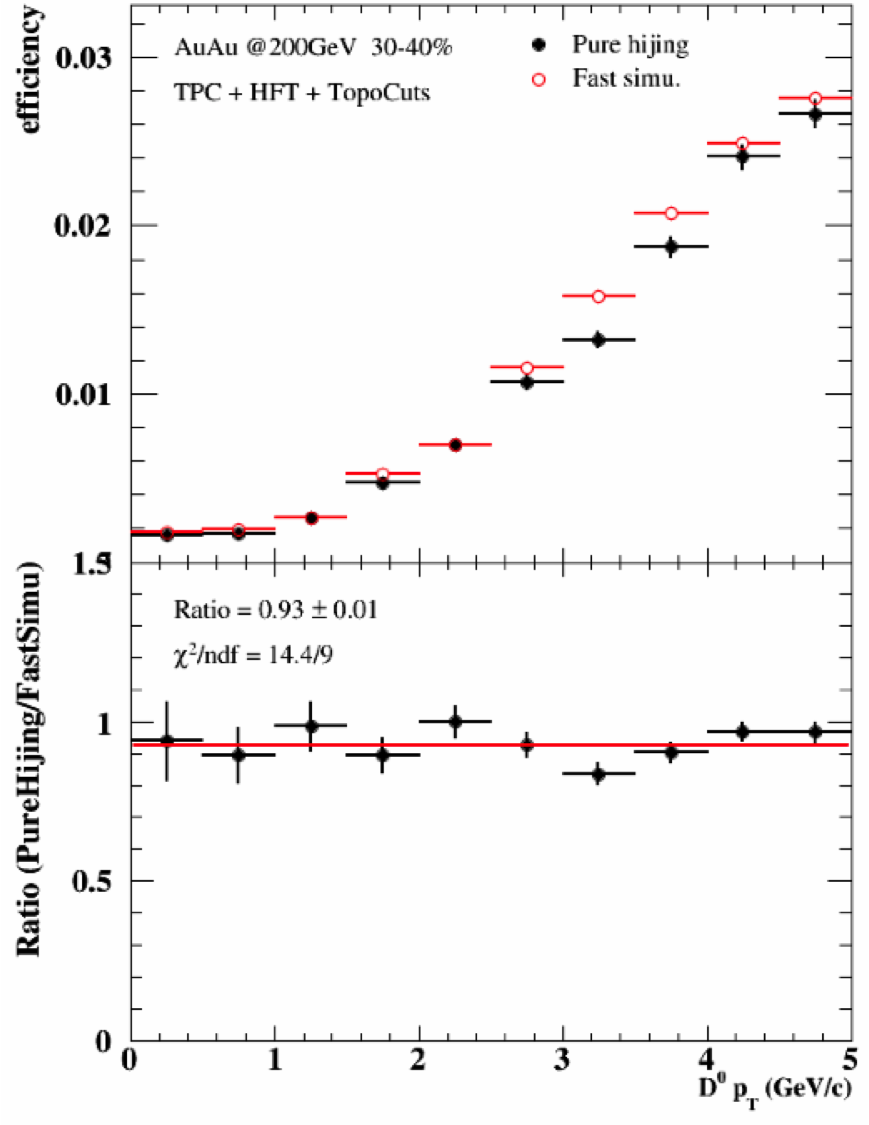 efficiency
0.03
0.02
0.01
AuAu @200GeV 30-40%
TPC + HFT + TopoCuts
Pure hijing
Fast simu.
Ratio (PureHijing/FastSimu)
1.5
1
0.5
0
Ratio = 0.93 ± 0.01
χ²/ndf = 14.4/9
0 1 2 3 4 5
D⁰ p_T (GeV/c)